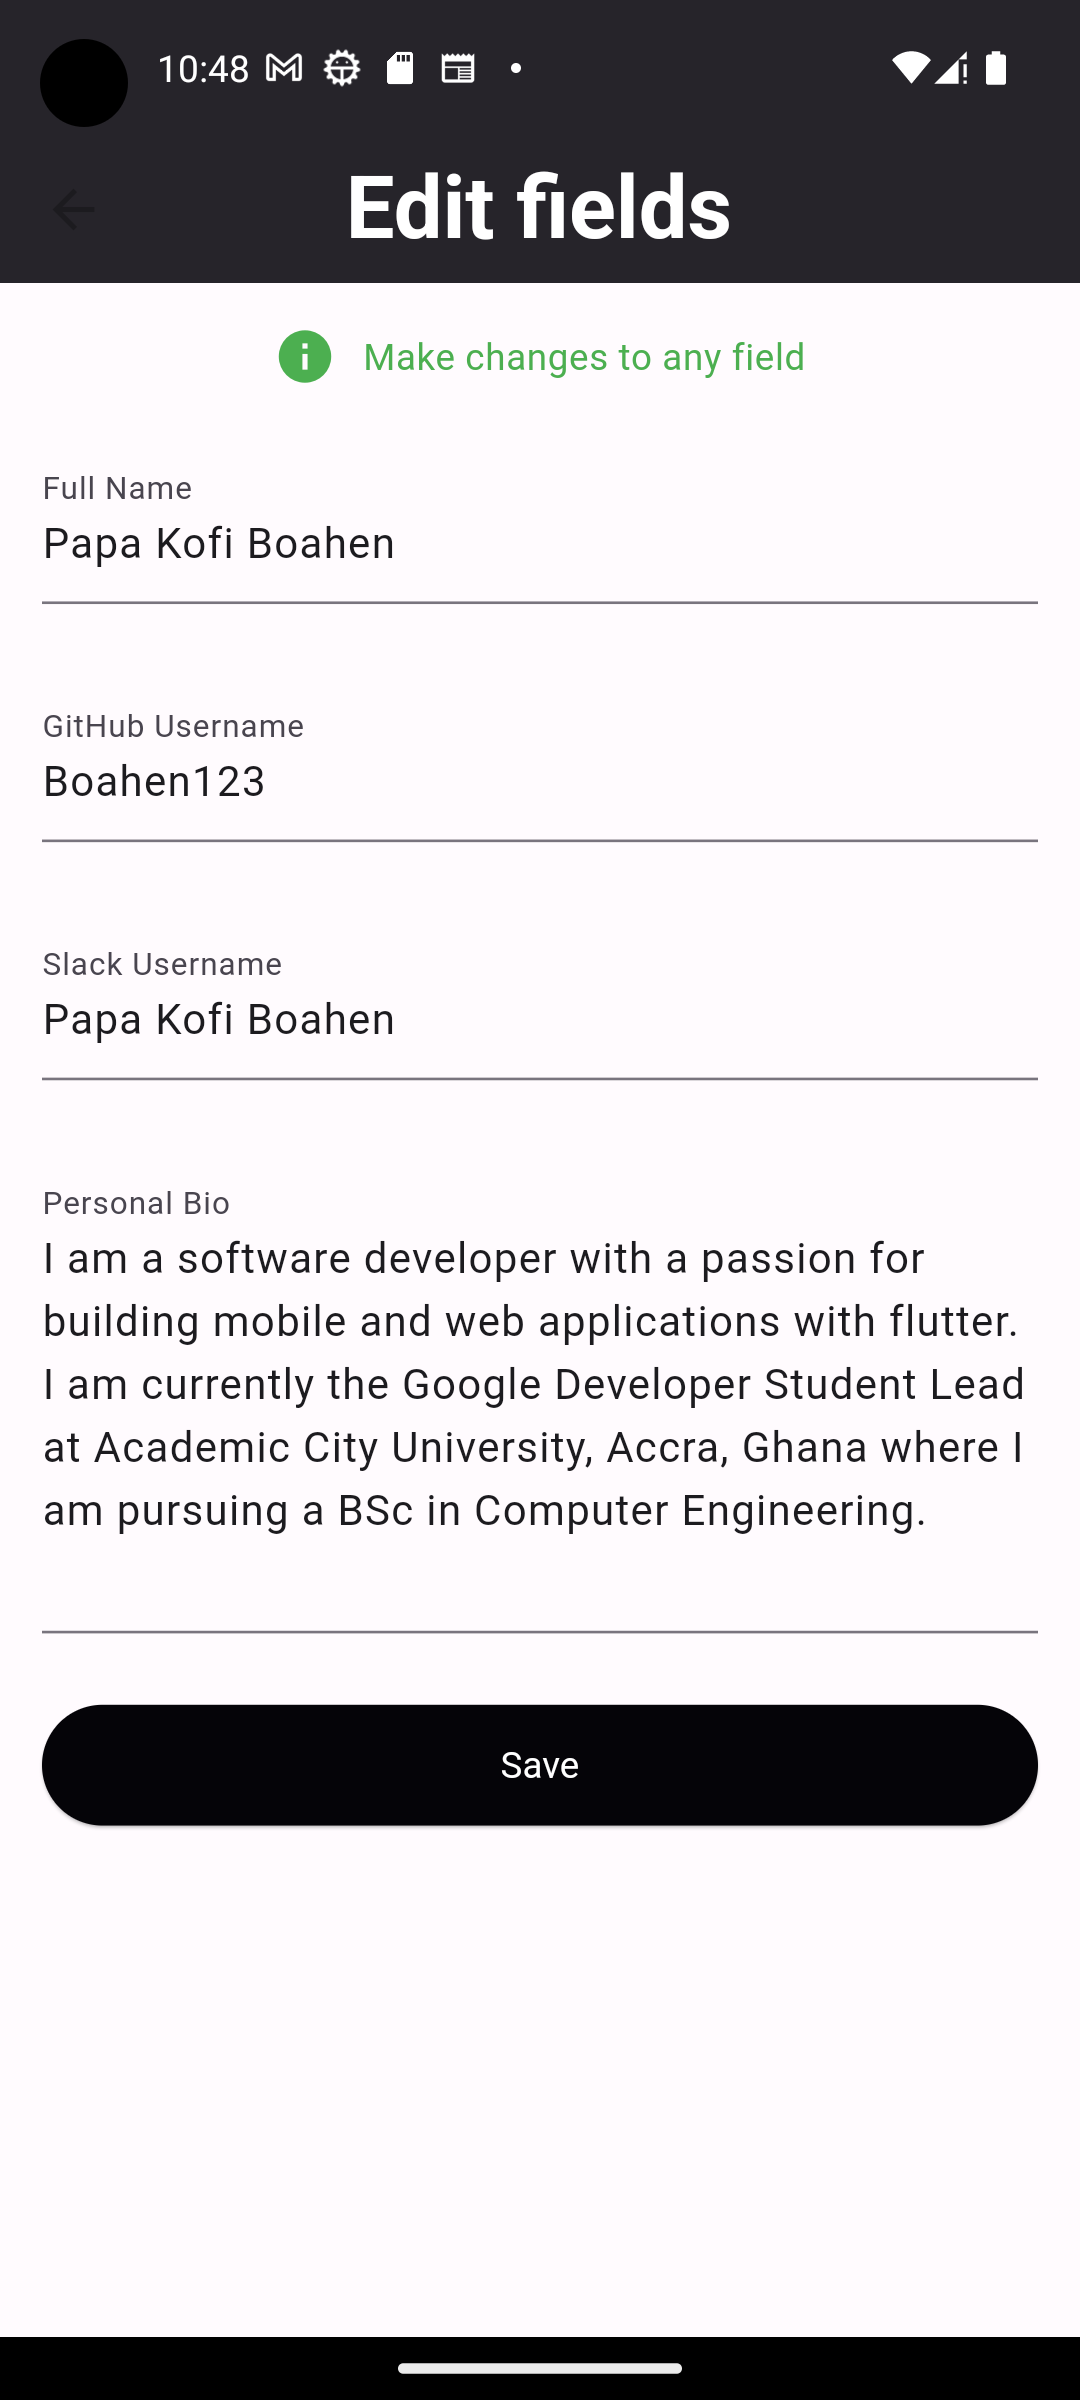 10:48
Edit fields
Make changes to any field
Full Name
Papa Kofi Boahen
GitHub Username
Boahen123
Slack Username
Papa Kofi Boahen
Personal Bio
I am a software developer with a passion for
building mobile and web applications with flutter.
I am currently the Google Developer Student Lead
at Academic City University, Accra, Ghana where I
am pursuing a BSc in Computer Engineering.
Save